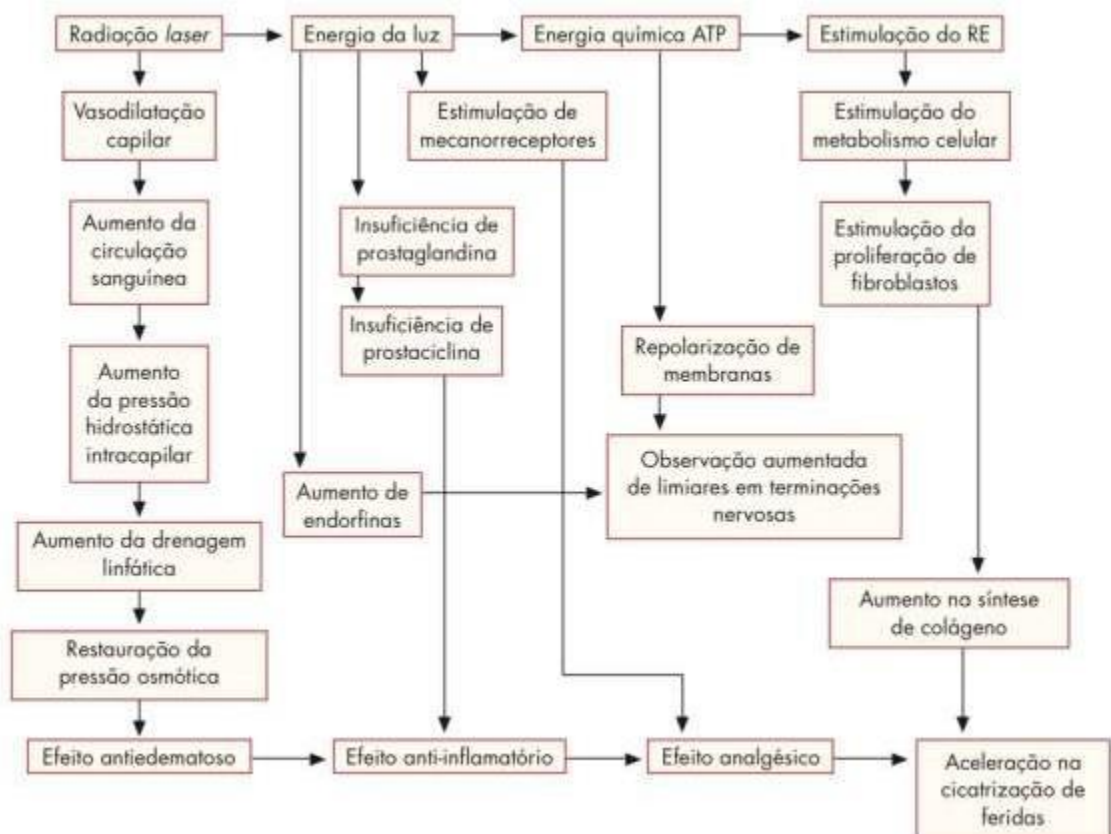 Radiação laser
Energia da luz
Energia química ATP
Estimulação do RE
Vasodilatação
capilar
Estimulação de
mecanorreceptores
Estimulação do
metabolismo celular
Aumento da
circulação
sanguínea
Insuficiência de
prostaglandina
Estimulação da
proliferação de
fibroblastos
Insuficiência de
prostaciclina
Repolarização de
membranas
Aumento
da pressão
hidrostática
intracapilar
Aumento de
endorfinas
Observação aumentada
de limiares em terminações
nervosas
Aumento da drenagem
linfática
Aumento na síntese
de colágeno
Restauração da
pressão osmótica
Efeito antiedematoso
Efeito anti-inflamatório
Efeito analgésico
Aceleração na
cicatrização de
feridas